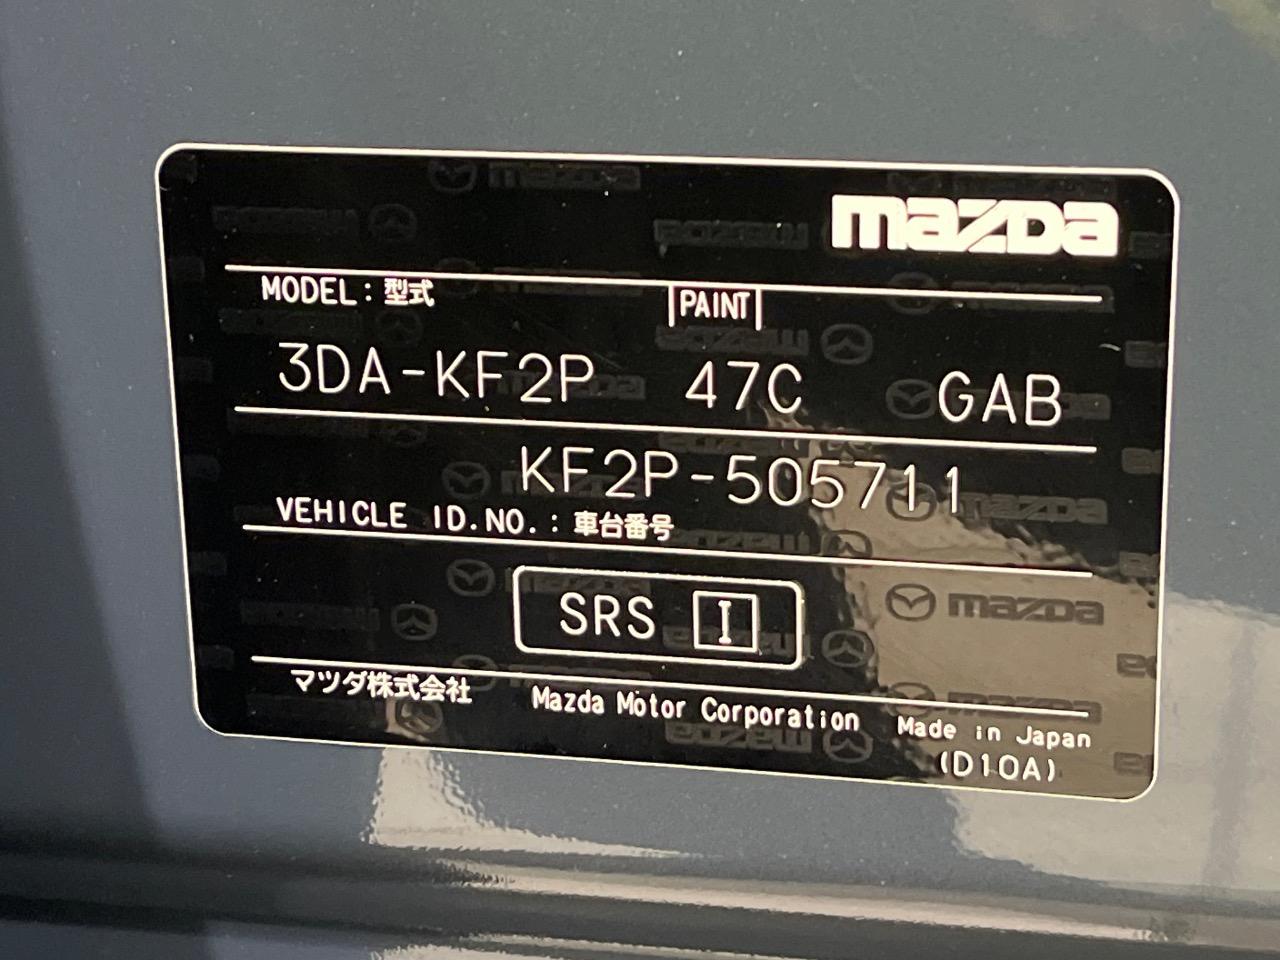 mazda
MODEL : 型式 PAINT
3DA-KF2P 47C GAB
KF2P-505711
VEHICLE ID.NO. : 車台番号
SRS I
マツダ株式会社 Mazda Motor Corporation Made in Japan
(D10A)